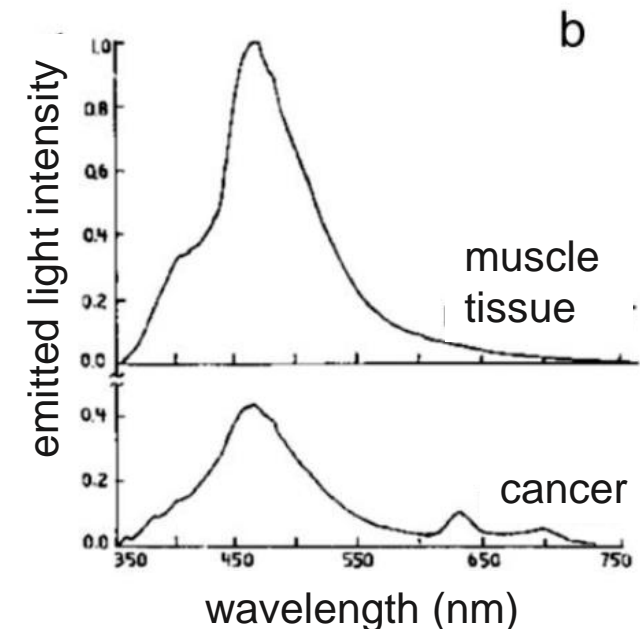 b
emitted light intensity
1.0
0.8
0.6
0.4
0.2
0.0
muscle
tissue
0.4
0.2
0.0
cancer
350 450 550 650 750
wavelength (nm)